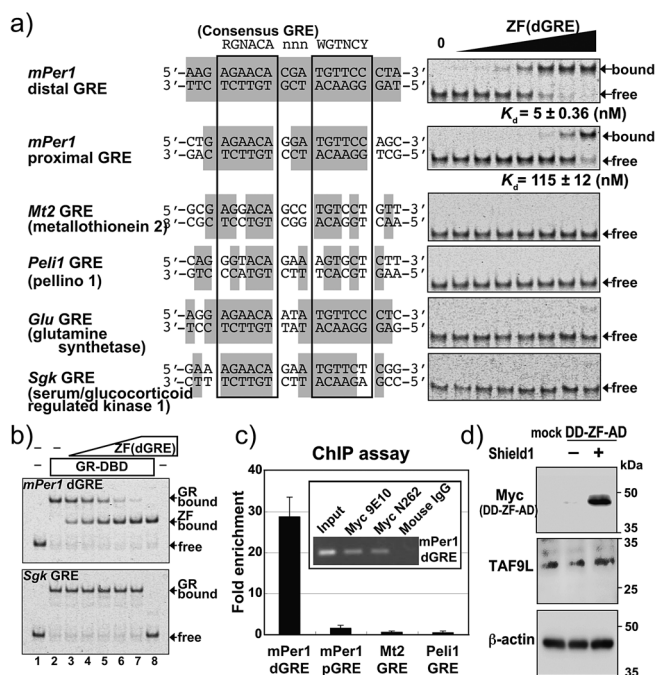 a)
(Consensus GRE)
RGNACA nnn WGTNCY
ZF(dGRE)
0
mPer1
distal GRE
5′-AAG AGAACA CGA TGTTCC CTA-3′
3′-TTC TCTTGT GCT ACAAGG GAT-5′
bound
free
Kd = 5 ± 0.36 (nM)
mPer1
proximal GRE
5′-CTG AGAACA GGA TGTTCC AGC-3′
3′-GAC TCTTGT CCT ACAAGG TCG-5′
bound
free
Kd = 115 ± 12 (nM)
Mt2 GRE
(metallothionein 2)
5′-GCG AGGACA GCC TGTCCT GTT-3′
3′-CGC TCCTGT CGG ACAGGT CAA-5′
free
Peli1 GRE
(pellino 1)
5′-CAG GGTACA GAA AGTGCT CTT-3′
3′-GTC CCATGT CTT TCACGT GAA-5′
free
Glu GRE
(glutamine
synthetase)
5′-AGG AGAACA ATA TGTTCC CTC-3′
3′-TCC TCTTGT TAT ACAAGG GAG-5′
free
Sgk GRE
(serum/glucocorticoid
regulated kinase 1)
5′-GAA AGAACA GAA TGTTCT CGG-3′
3′-CTT TCTTGT CTT ACAAGA GCC-5′
free
b)
ZF(dGRE)
– – –
– GR-DBD –
mPer1 dGRE
GR
bound
ZF
bound
free
Sgk GRE
GR
bound
free
1 2 3 4 5 6 7 8
c)
ChIP assay
Fold enrichment
40
30
20
10
0
Input
Myc 9E10
Myc N262
Mouse IgG
mPer1
dGRE
mPer1 dGRE
mPer1 pGRE
Mt2 GRE
Peli1 GRE
d)
mock DD-ZF-AD
Shield1 – +
kDa
Myc
(DD-ZF-AD)
50
35
TAF9L
35
25
β-actin
50
35